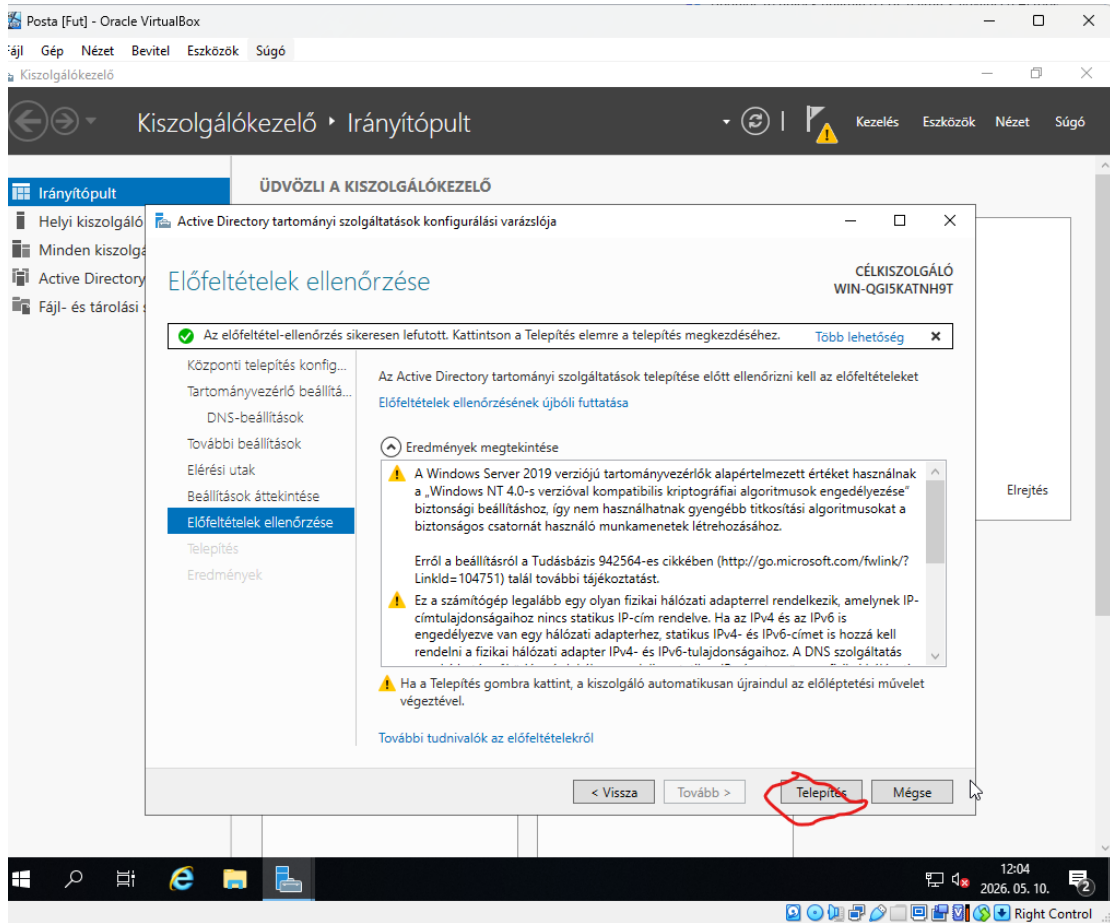 Posta [Fut] - Oracle VirtualBox
Fájl Gép Nézet Bevitel Eszközök Súgó
Kiszolgálókezelő
Kiszolgálókezelő • Irányítópult
Kezelés Eszközök Nézet Súgó
Irányítópult
Helyi kiszolgáló
Minden kiszolgá
Active Directory
Fájl- és tárolási s
ÜDVÖZLI A KISZOLGÁLÓKEZELŐ
Active Directory tartományi szolgáltatások konfigurálási varázslója
Előfeltételek ellenőrzése
CÉLKISZOLGÁLÓ
WIN-QGI5KATNH9T
Az előfeltétel-ellenőrzés sikeresen lefutott. Kattintson a Telepítés elemre a telepítés megkezdéséhez.
Több lehetőség
Központi telepítés konfig...
Tartományvezérlő beállítá...
DNS-beállítások
További beállítások
Elérési utak
Beállítások áttekintése
Előfeltételek ellenőrzése
Telepítés
Eredmények
Az Active Directory tartományi szolgáltatások telepítése előtt ellenőrizni kell az előfeltételeket
Előfeltételek ellenőrzésének újbóli futtatása
Eredmények megtekintése
A Windows Server 2019 verziójú tartományvezérlők alapértelmezett értéket használnak
a „Windows NT 4.0-s verzióval kompatibilis kriptográfiai algoritmusok engedélyezése”
biztonsági beállításhoz, így nem használhatnak gyengébb titkosítási algoritmusokat a
biztonságos csatornát használó munkamenetek létrehozásához.
Erről a beállításról a Tudásbázis 942564-es cikkében (http://go.microsoft.com/fwlink/?
LinkId=104751) talál további tájékoztatást.
Ez a számítógép legalább egy olyan fizikai hálózati adapterrel rendelkezik, amelynek IP-
címtulajdonságaihoz nincs statikus IP-cím rendelve. Ha az IPv4 és az IPv6 is
engedélyezve van egy hálózati adapterhez, statikus IPv4- és IPv6-címet is hozzá kell
rendelni a fizikai hálózati adapter IPv4- és IPv6-tulajdonságaihoz. A DNS szolgáltatás
Ha a Telepítés gombra kattint, a kiszolgáló automatikusan újraindul az előléptetési művelet
végeztével.
További tudnivalók az előfeltételekről
Elrejtés
< Vissza
Tovább >
Telepítés
Mégse
12:04
2026. 05. 10.
2
Right Control